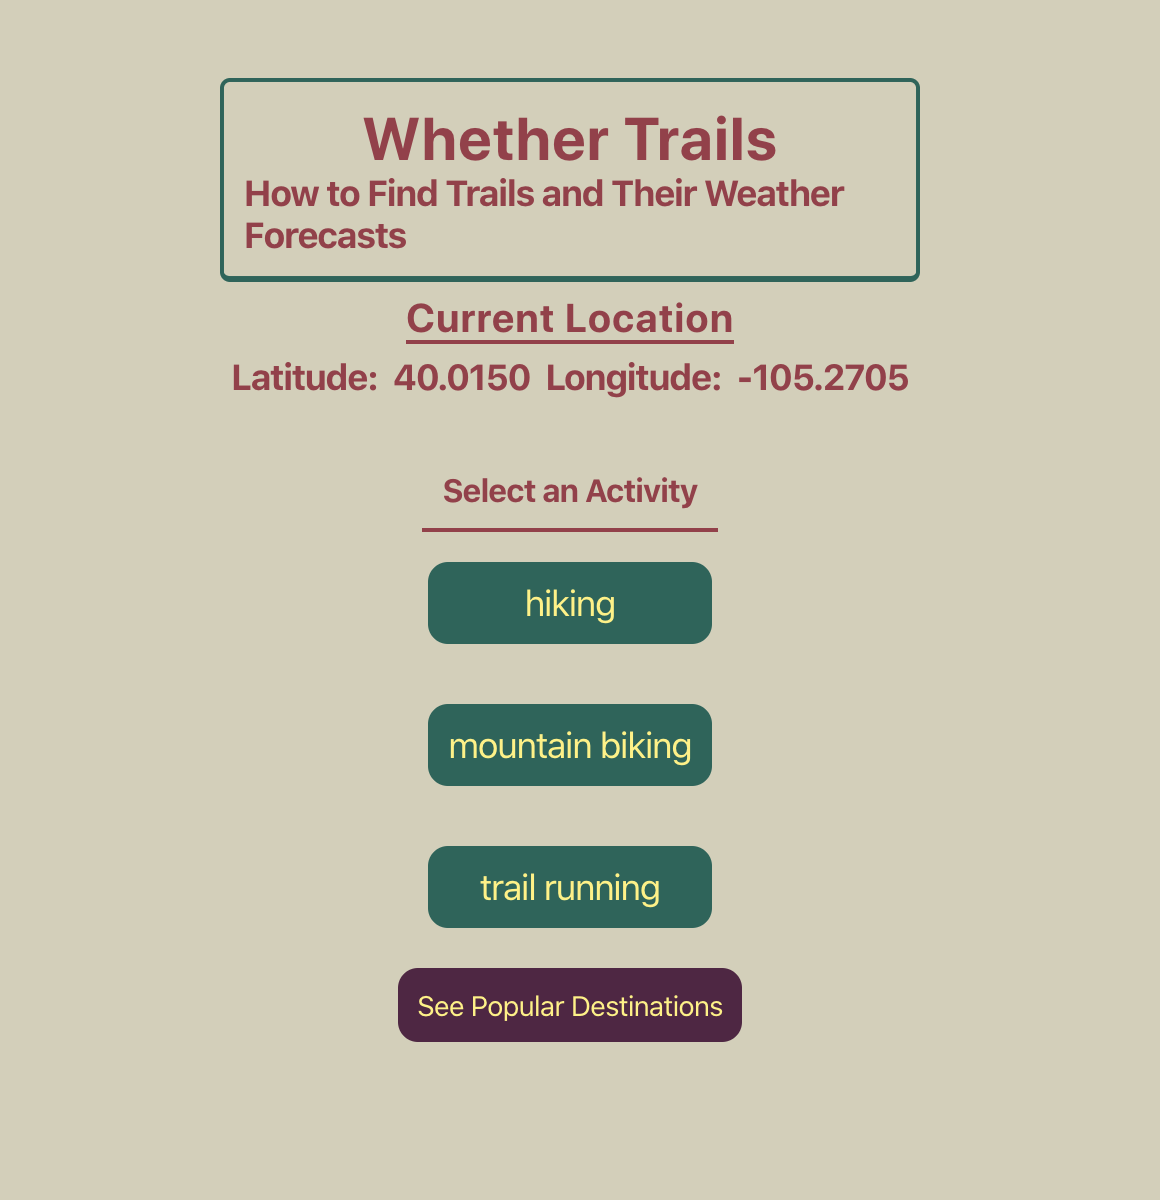 Whether Trails
How to Find Trails and Their Weather
Forecasts
Current Location
Latitude: 40.0150 Longitude: -105.2705
Select an Activity
hiking
mountain biking
trail running
See Popular Destinations